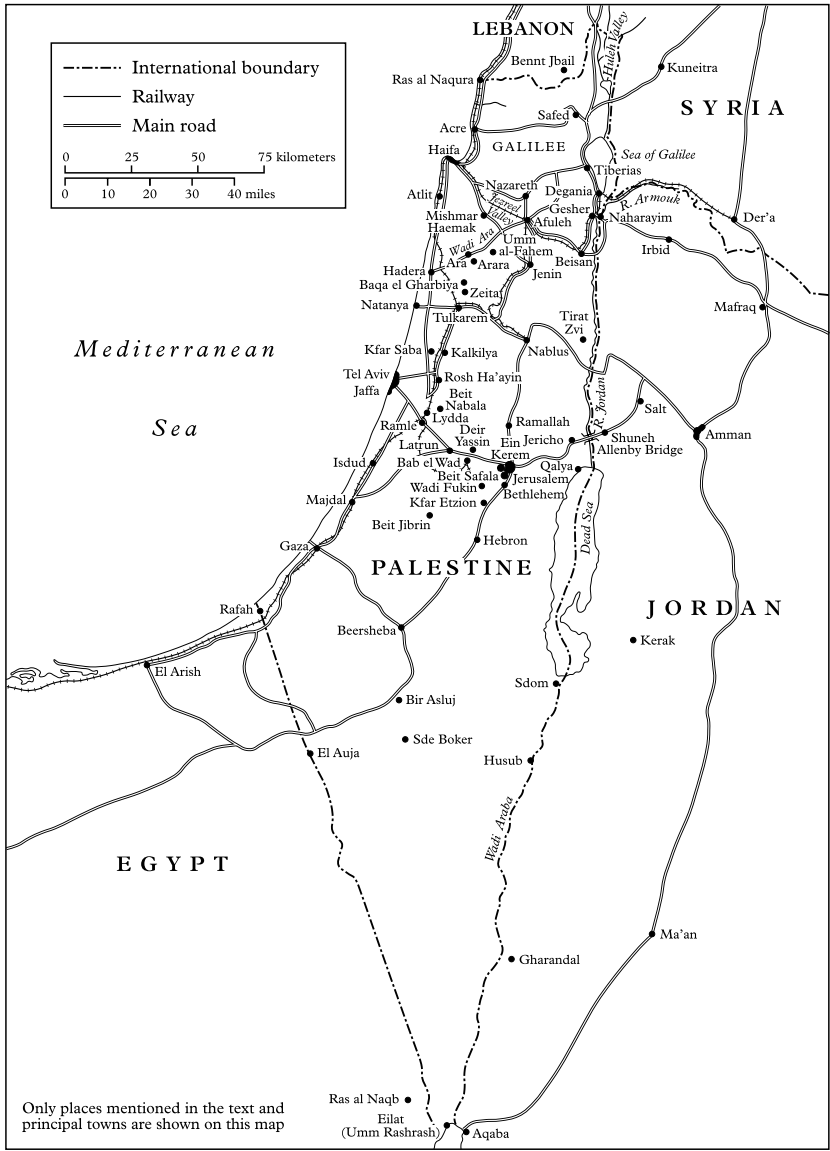 LEBANON
International boundary
Railway
Main road
0 25 50 75 kilometers
0 10 20 30 40 miles
Huleh Valley
Bennt Jbail
Kuneitra
Ras al Naqura
SYRIA
Safed
Acre
GALILEE
Haifa
Sea of Galilee
Tiberias
Nazareth
Degania
Atlit
Jezreel
Valley
R. Armouk
Gesher
Naharayim
Mishmar
Haemak
Afuleh
Der'a
Wadi Ara
Umm
al-Fahem
Irbid
Ara
Arara
Beisan
Hadera
Jenin
Baqa el Gharbiya
Zeita
Natanya
Mafraq
Tulkarem
Tirat
Zvi
Mediterranean
Sea
Kfar Saba
Kalkilya
Nablus
Tel Aviv
Jaffa
Rosh Ha'ayin
R. Jordan
Beit
Nabala
Salt
Lydda
Ramle
Deir
Yassin
Ramallah
Amman
Latrun
Ein
Kerem
Jericho
Shuneh
Allenby Bridge
Bab el Wad
Isdud
Beit Safala
Qalya
Jerusalem
Wadi Fukin
Bethlehem
Majdal
Kfar Etzion
Beit Jibrin
Dead Sea
Hebron
Gaza
PALESTINE
Rafah
JORDAN
Beersheba
Kerak
El Arish
Sdom
Bir Asluj
Sde Boker
El Auja
Husub
Wadi Araba
EGYPT
Ma'an
Gharandal
Ras al Naqb
Only places mentioned in the text and
principal towns are shown on this map
Eilat
(Umm Rashrash)
Aqaba